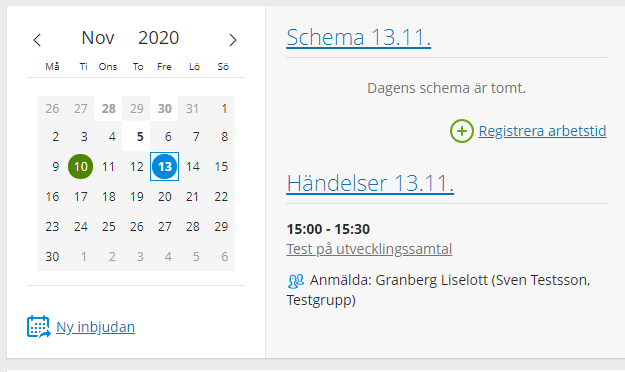 Nov 2020
Må Ti Ons To Fre Lö Sö
26 27 28 29 30 31 1
2 3 4 5 6 7 8
9 10 11 12 13 14 15
16 17 18 19 20 21 22
23 24 25 26 27 28 29
30 1 2 3 4 5 6
Ny inbjudan
Schema 13.11.
Dagens schema är tomt.
Registrera arbetstid
Händelser 13.11.
15:00 - 15:30
Test på utvecklingssamtal
Anmälda: Granberg Liselott (Sven Testsson,
Testgrupp)